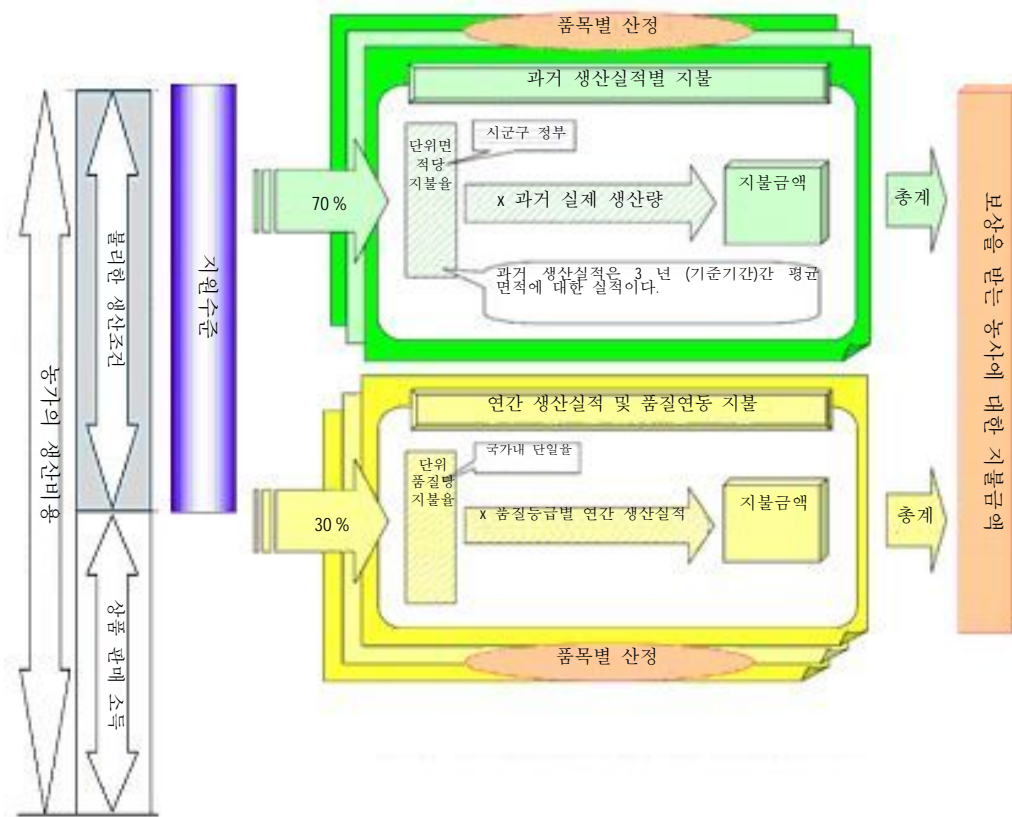 품목별 산정
과거 생산실적별 지불
단위면
적당
지불율
시군구 정부
70 %
x 과거 실제 생산량
지불금액
총계
과거 생산실적은 3 년 (기준기간)간 평균
면적에 대한 실적이다.
농가의 생산비용
불리한 생산조건
상품 판매 소득
지원수준
연간 생산실적 및 품질연동 지불
단위
품질당
지불율
국가내 단일율
30 %
x 품질등급별 연간 생산실적
지불금액
총계
품목별 산정
보상을 받는 농사에 대한 지불금액